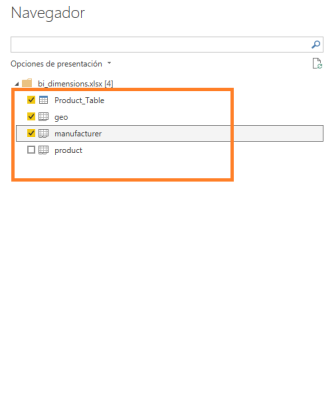 Navegador
Opciones de presentación
bi_dimensions.xlsx [4]
Product_Table
geo
manufacturer
product